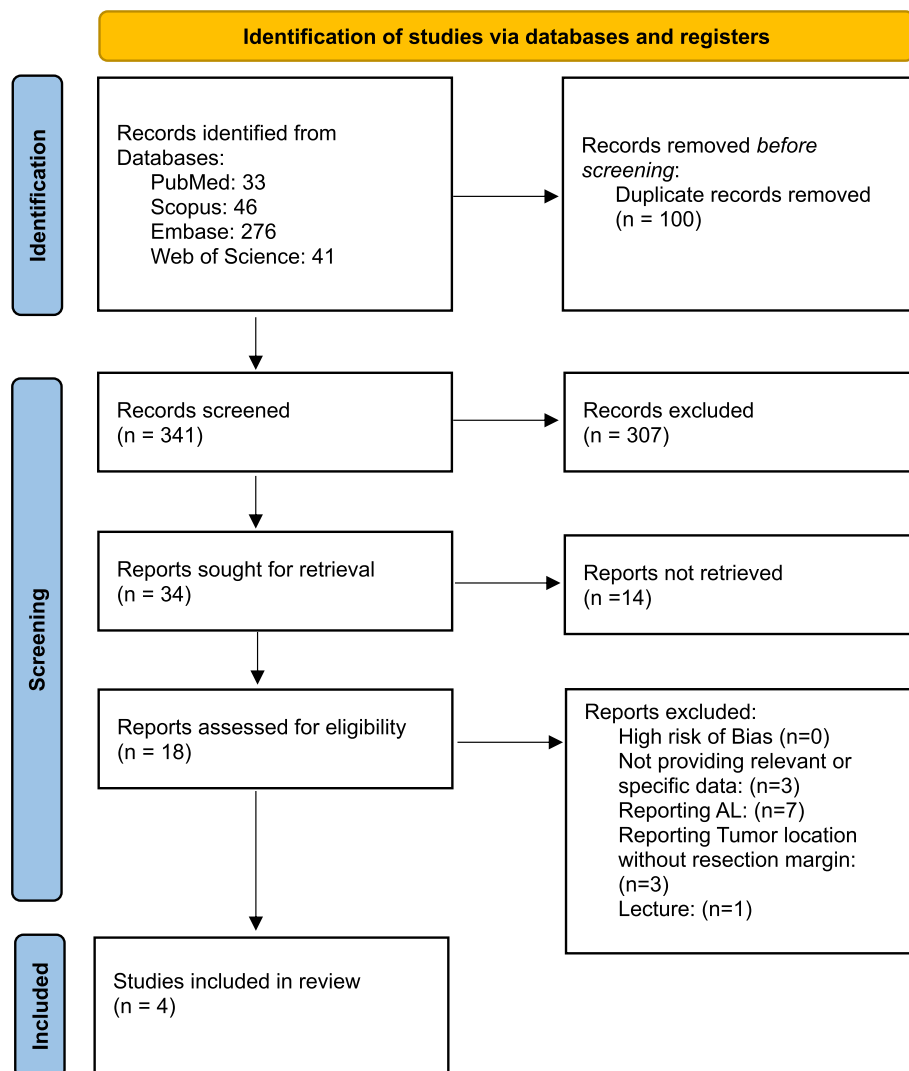 Identification of studies via databases and registers
Identification
Records identified from
Databases:
PubMed: 33
Scopus: 46
Embase: 276
Web of Science: 41
Records removed before
screening:
Duplicate records removed
(n = 100)
Screening
Records screened
(n = 341)
Records excluded
(n = 307)
Reports sought for retrieval
(n = 34)
Reports not retrieved
(n =14)
Reports assessed for eligibility
(n = 18)
Reports excluded:
High risk of Bias (n=0)
Not providing relevant or
specific data: (n=3)
Reporting AL: (n=7)
Reporting Tumor location
without resection margin:
(n=3)
Lecture: (n=1)
Included
Studies included in review
(n = 4)